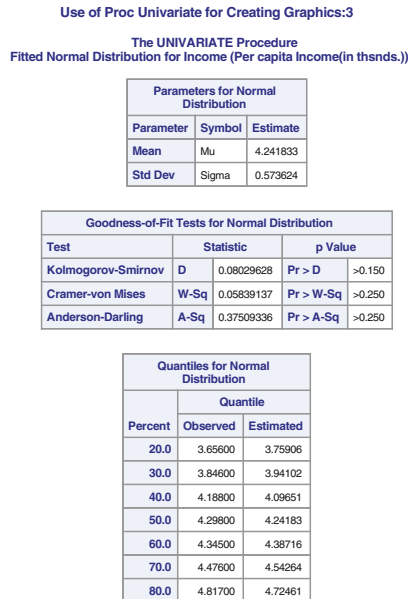 Use of Proc Univariate for Creating Graphics:3
The UNIVARIATE Procedure
Fitted Normal Distribution for Income (Per capita Income(in thsnds.))
Parameters for Normal
Distribution
Parameter Symbol Estimate
Mean Mu 4.241833
Std Dev Sigma 0.573624
Goodness-of-Fit Tests for Normal Distribution
Test Statistic p Value
Kolmogorov-Smirnov D 0.08029628 Pr > D >0.150
Cramer-von Mises W-Sq 0.05839137 Pr > W-Sq >0.250
Anderson-Darling A-Sq 0.37509336 Pr > A-Sq >0.250
Quantiles for Normal
Distribution
Quantile
Percent Observed Estimated
20.0 3.65600 3.75906
30.0 3.84600 3.94102
40.0 4.18800 4.09651
50.0 4.29800 4.24183
60.0 4.34500 4.38716
70.0 4.47600 4.54264
80.0 4.81700 4.72461